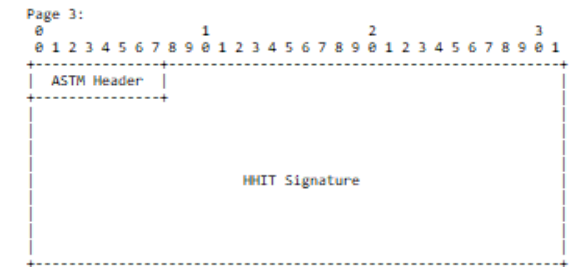 Page 3:
0 1 2 3
0 1 2 3 4 5 6 7 8 9 0 1 2 3 4 5 6 7 8 9 0 1 2 3 4 5 6 7 8 9 0 1
ASTM Header
HHIT Signature